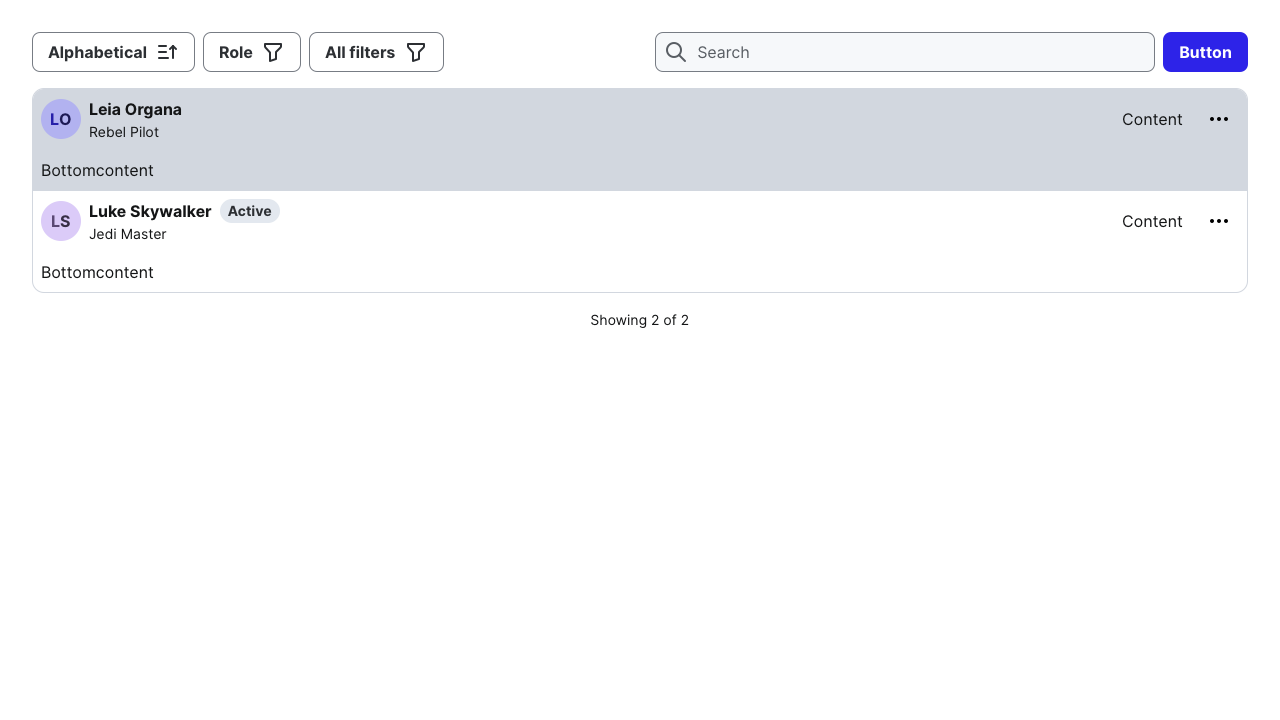 Alphabetical Role All filters Search Button
LO Leia Organa
Rebel Pilot
Content
Bottomcontent
LS Luke Skywalker Active
Jedi Master
Content
Bottomcontent
Showing 2 of 2